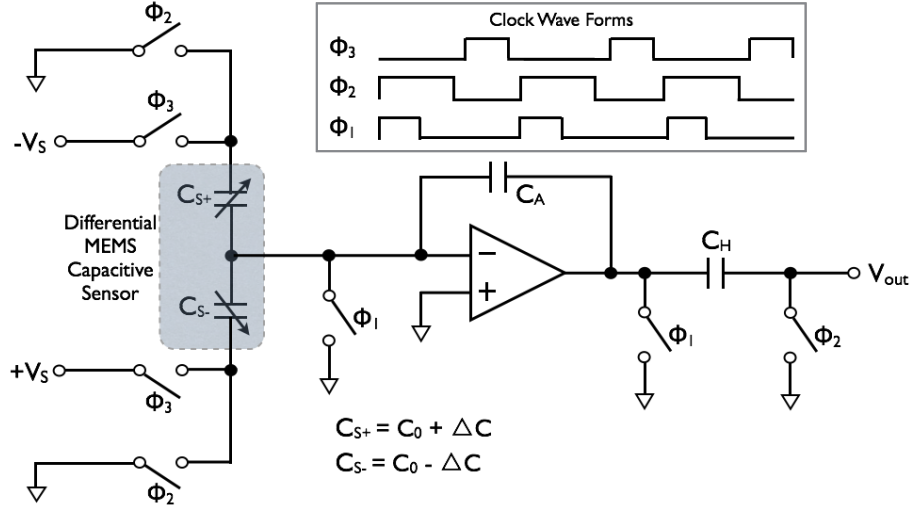 Clock Wave Forms
Φ3
Φ2
Φ1
Φ2
Φ3
-VS
CS+
Differential
MEMS
Capacitive
Sensor
CS-
+VS
Φ3
Φ2
Φ1
CA
−
+
Φ1
CH
Φ2
Vout
CS+ = C0 + △C
CS- = C0 - △C